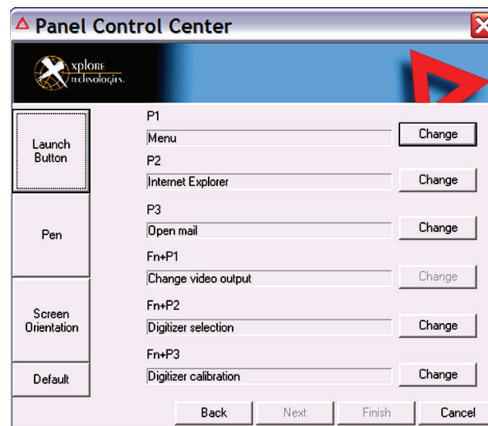 Panel Control Center
xplore
technologies.
Launch
Button
Pen
Screen
Orientation
Default
P1
Menu
Change
P2
Internet Explorer
Change
P3
Open mail
Change
Fn+P1
Change video output
Change
Fn+P2
Digitizer selection
Change
Fn+P3
Digitizer calibration
Change
Back
Next
Finish
Cancel